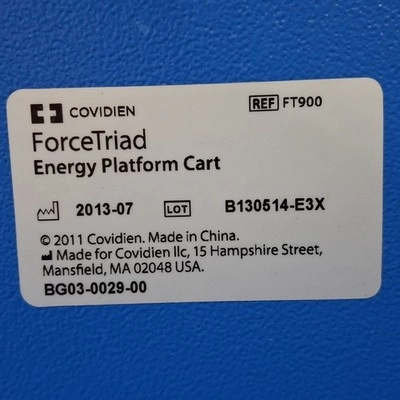 COVIDIEN REF FT900
ForceTriad
Energy Platform Cart
2013-07 LOT B130514-E3X
© 2011 Covidien. Made in China.
Made for Covidien llc, 15 Hampshire Street,
Mansfield, MA 02048 USA.
BG03-0029-00